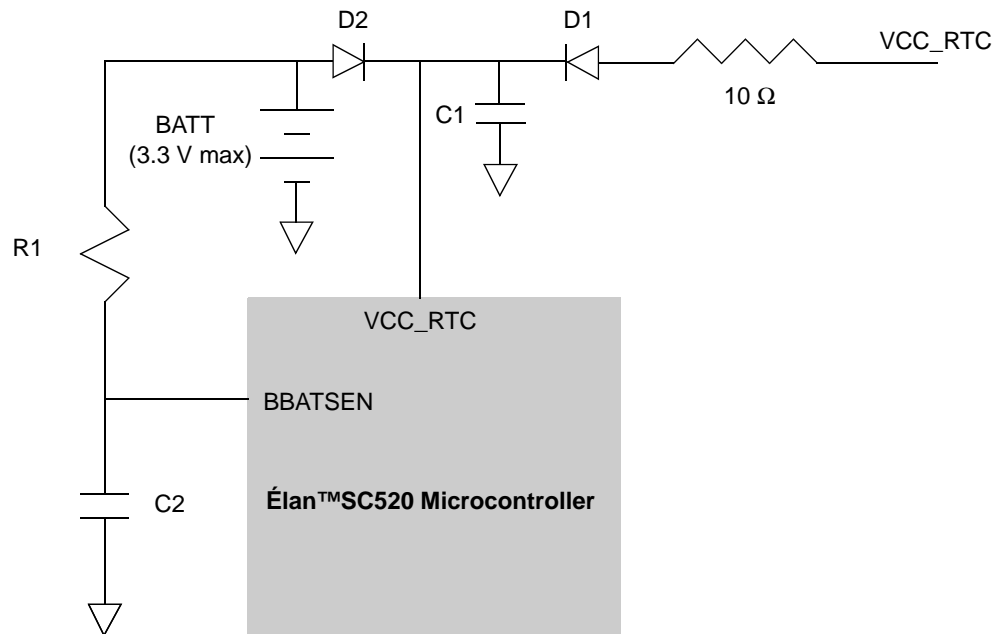 D2
D1
VCC_RTC
10 Ω
C1
BATT
(3.3 V max)
R1
VCC_RTC
BBATSEN
C2
Élan™SC520 Microcontroller